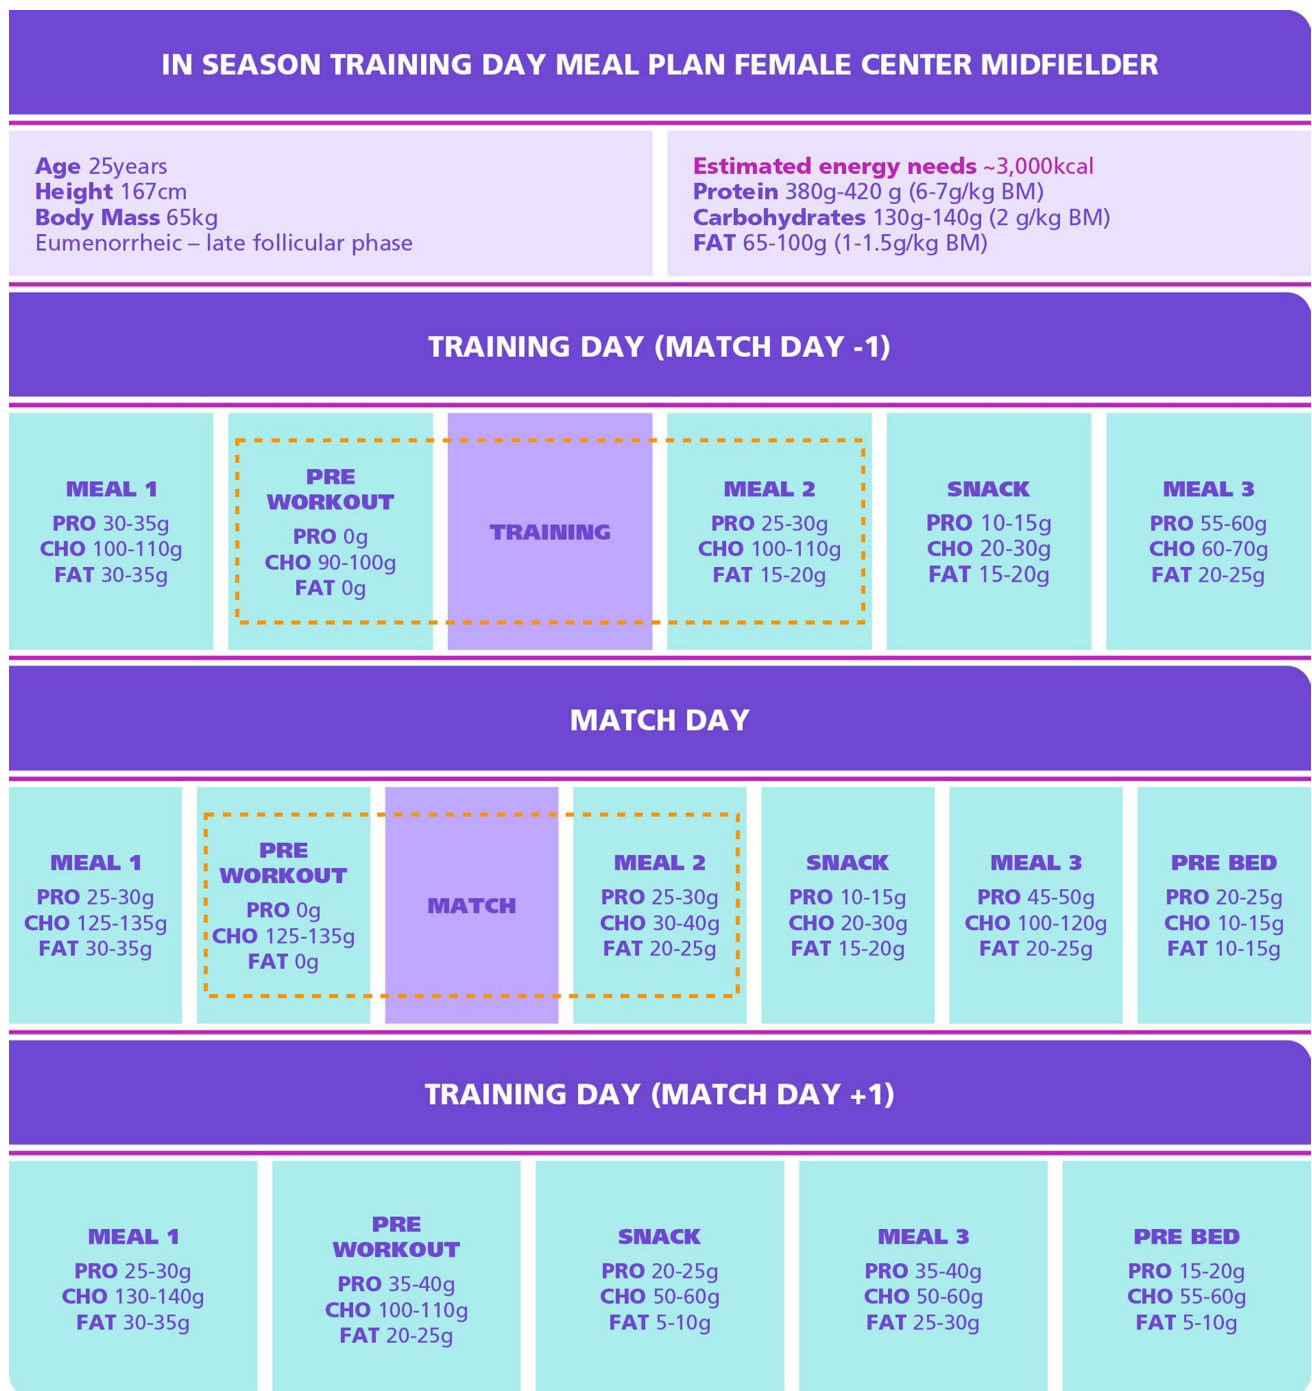 IN SEASON TRAINING DAY MEAL PLAN FEMALE CENTER MIDFIELDER
Age 25years
Height 167cm
Body Mass 65kg
Eumenorrheic – late follicular phase
Estimated energy needs ~3,000kcal
Protein 380g-420 g (6-7g/kg BM)
Carbohydrates 130g-140g (2 g/kg BM)
FAT 65-100g (1-1.5g/kg BM)
TRAINING DAY (MATCH DAY -1)
MEAL 1
PRO 30-35g
CHO 100-110g
FAT 30-35g
PRE
WORKOUT
PRO 0g
CHO 90-100g
FAT 0g
TRAINING
MEAL 2
PRO 25-30g
CHO 100-110g
FAT 15-20g
SNACK
PRO 10-15g
CHO 20-30g
FAT 15-20g
MEAL 3
PRO 55-60g
CHO 60-70g
FAT 20-25g
MATCH DAY
MEAL 1
PRO 25-30g
CHO 125-135g
FAT 30-35g
PRE
WORKOUT
PRO 0g
CHO 125-135g
FAT 0g
MATCH
MEAL 2
PRO 25-30g
CHO 30-40g
FAT 20-25g
SNACK
PRO 10-15g
CHO 20-30g
FAT 15-20g
MEAL 3
PRO 45-50g
CHO 100-120g
FAT 20-25g
PRE BED
PRO 20-25g
CHO 10-15g
FAT 10-15g
TRAINING DAY (MATCH DAY +1)
MEAL 1
PRO 25-30g
CHO 130-140g
FAT 30-35g
PRE
WORKOUT
PRO 35-40g
CHO 100-110g
FAT 20-25g
SNACK
PRO 20-25g
CHO 50-60g
FAT 5-10g
MEAL 3
PRO 35-40g
CHO 50-60g
FAT 25-30g
PRE BED
PRO 15-20g
CHO 55-60g
FAT 5-10g